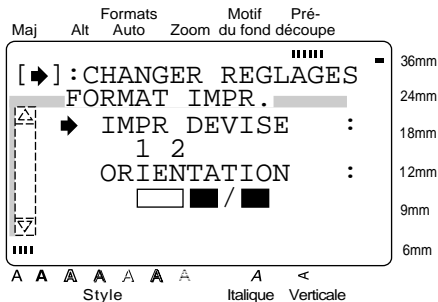 Formats Motif Pré-
Maj Alt Auto Zoom du fond découpe
[➡]:CHANGER REGLAGES
FORMAT IMPR.
➡ IMPR DEVISE :
1 2
ORIENTATION :
/
36mm
24mm
18mm
12mm
9mm
6mm
A A A A A A A A A
Style Italique Verticale